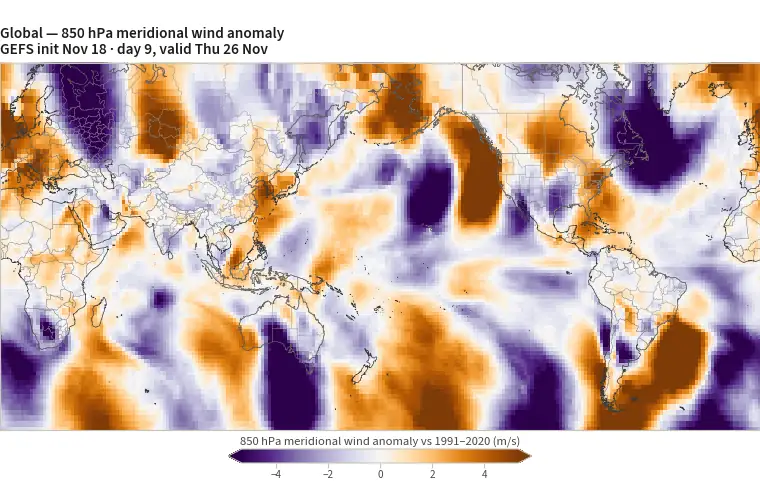 Global — 850 hPa meridional wind anomaly
GEFS init Nov 18 · day 9, valid Thu 26 Nov
850 hPa meridional wind anomaly vs 1991–2020 (m/s)
−4 −2 0 2 4